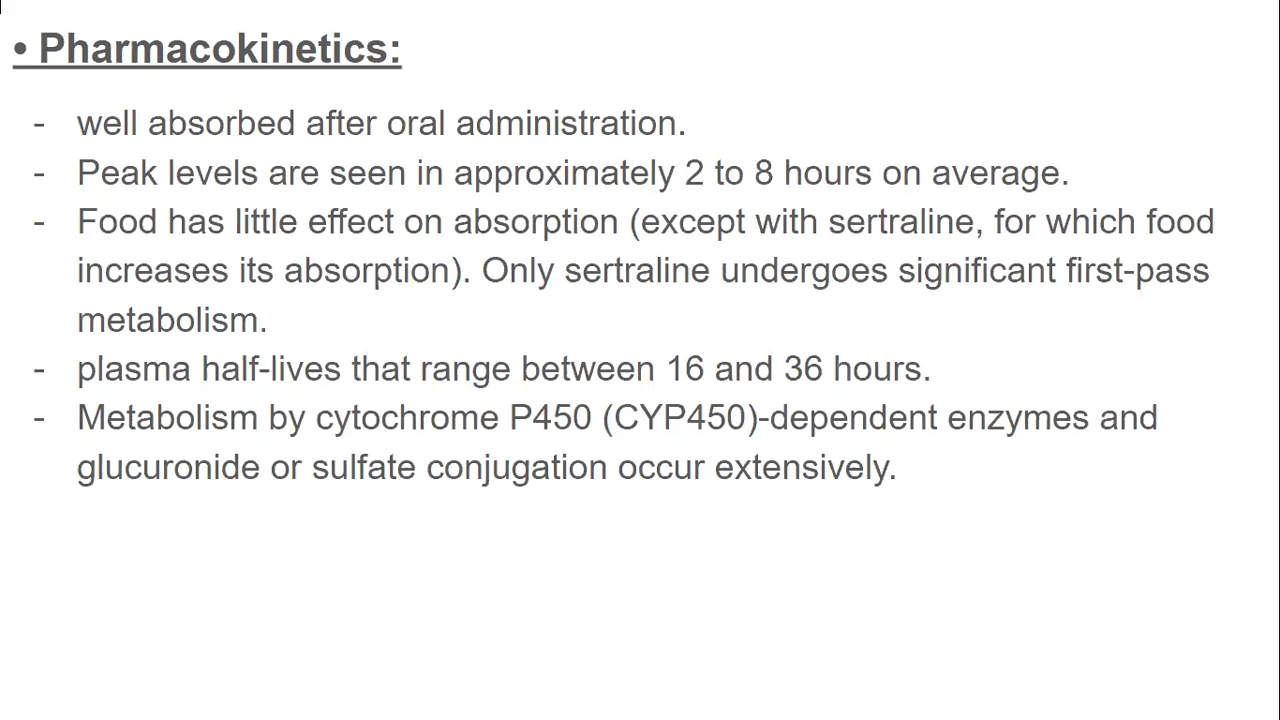 • Pharmacokinetics:
- well absorbed after oral administration.
- Peak levels are seen in approximately 2 to 8 hours on average.
- Food has little effect on absorption (except with sertraline, for which food
increases its absorption). Only sertraline undergoes significant first-pass
metabolism.
- plasma half-lives that range between 16 and 36 hours.
- Metabolism by cytochrome P450 (CYP450)-dependent enzymes and
glucuronide or sulfate conjugation occur extensively.